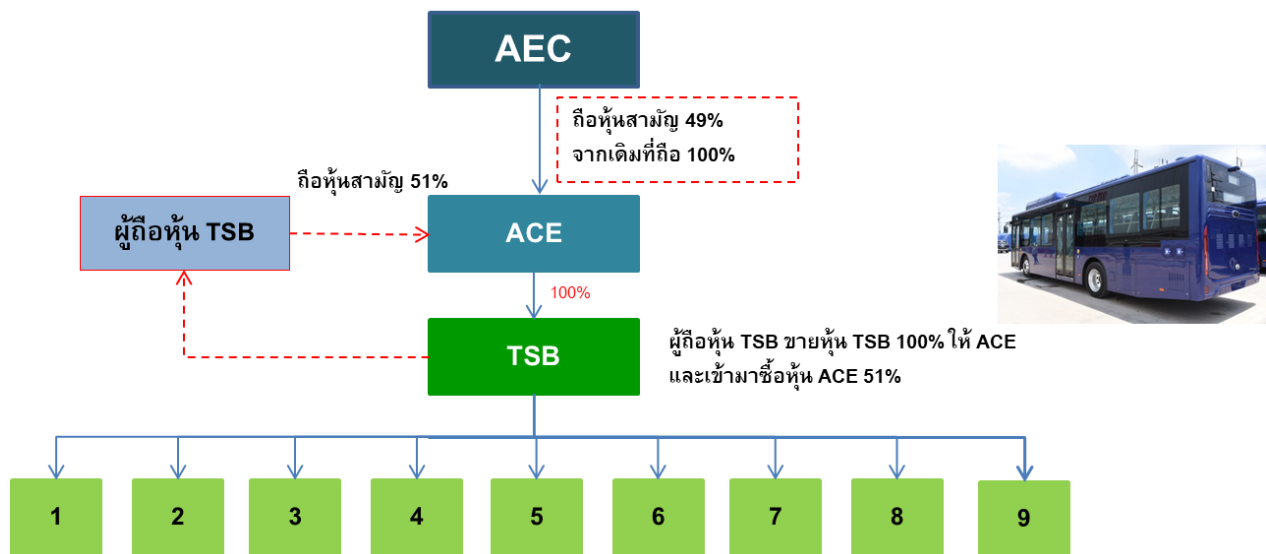 AEC
ถือหุ้นสามัญ 49%
จากเดิมที่ถือ 100%
ถือหุ้นสามัญ 51%
ผู้ถือหุ้น TSB
ACE
100%
TSB
ผู้ถือหุ้น TSB ขายหุ้น TSB 100% ให้ ACE
และเข้ามาซื้อหุ้น ACE 51%
1
2
3
4
5
6
7
8
9